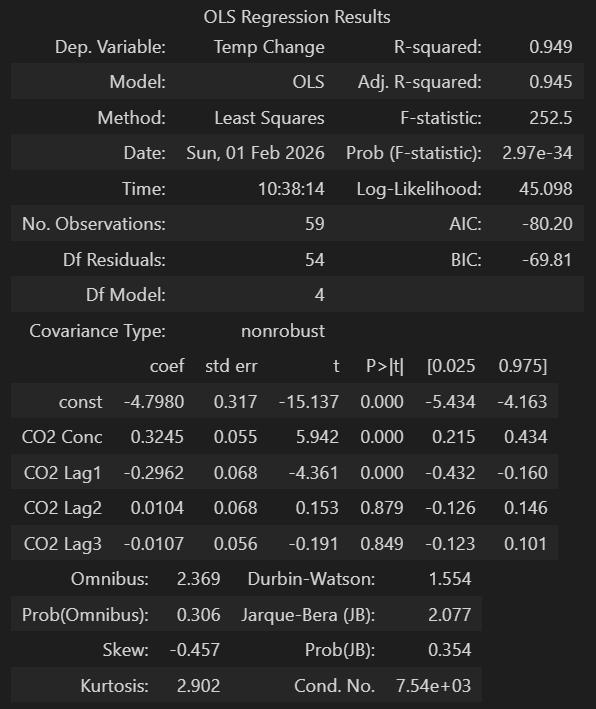 OLS Regression Results
Dep. Variable: Temp Change R-squared: 0.949
Model: OLS Adj. R-squared: 0.945
Method: Least Squares F-statistic: 252.5
Date: Sun, 01 Feb 2026 Prob (F-statistic): 2.97e-34
Time: 10:38:14 Log-Likelihood: 45.098
No. Observations: 59 AIC: -80.20
Df Residuals: 54 BIC: -69.81
Df Model: 4
Covariance Type: nonrobust
coef std err t P>|t| [0.025 0.975]
const -4.7980 0.317 -15.137 0.000 -5.434 -4.163
CO2 Conc 0.3245 0.055 5.942 0.000 0.215 0.434
CO2 Lag1 -0.2962 0.068 -4.361 0.000 -0.432 -0.160
CO2 Lag2 0.0104 0.068 0.153 0.879 -0.126 0.146
CO2 Lag3 -0.0107 0.056 -0.191 0.849 -0.123 0.101
Omnibus: 2.369 Durbin-Watson: 1.554
Prob(Omnibus): 0.306 Jarque-Bera (JB): 2.077
Skew: -0.457 Prob(JB): 0.354
Kurtosis: 2.902 Cond. No. 7.54e+03